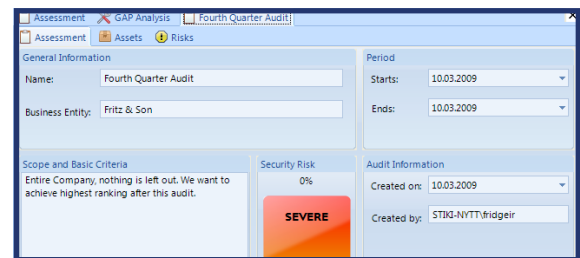 Assessment GAP Analysis Fourth Quarter Audit
Assessment Assets Risks
General Information
Name: Fourth Quarter Audit
Business Entity: Fritz & Son
Period
Starts: 10.03.2009
Ends: 10.03.2009
Scope and Basic Criteria
Entire Company, nothing is left out. We want to
achieve highest ranking after this audit.
Security Risk
0%
SEVERE
Audit Information
Created on: 10.03.2009
Created by: STIKI-NYTT\fridgeir